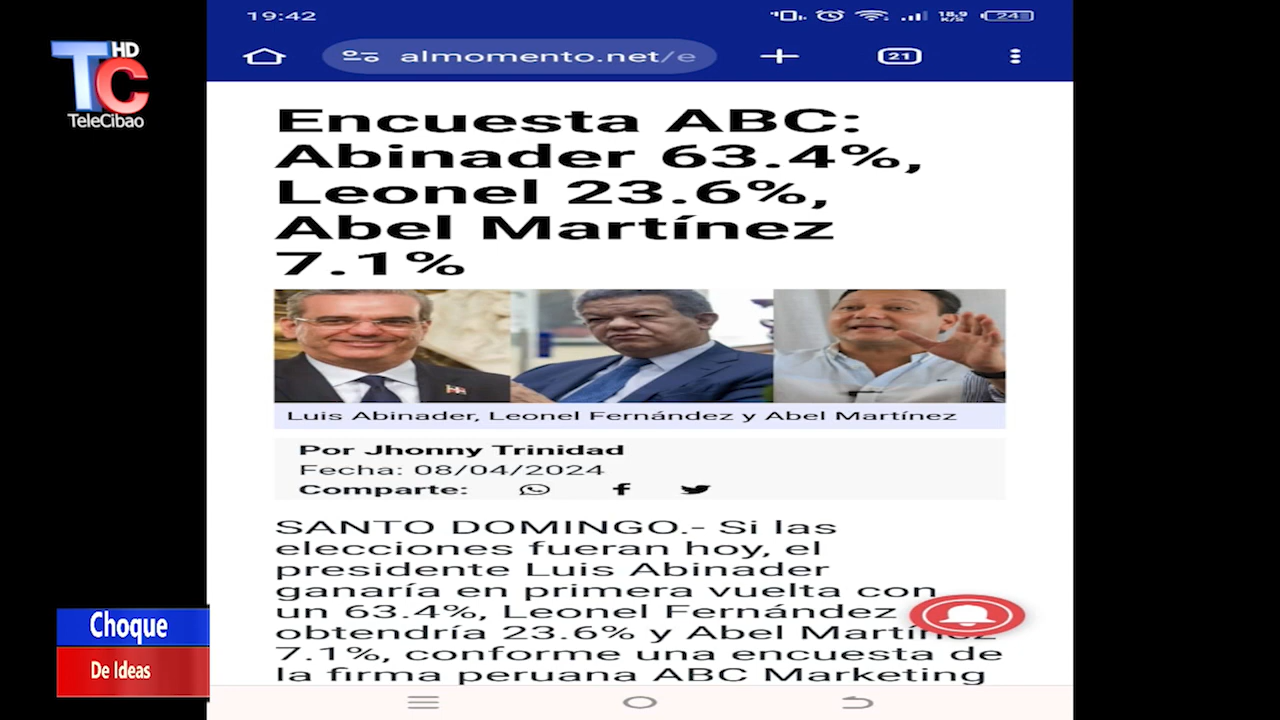 19:42
18,9
K/S
24
HD
TC
TeleCibao
almomento.net/e
21
Encuesta ABC:
Abinader 63.4%,
Leonel 23.6%,
Abel Martínez
7.1%
Luis Abinader, Leonel Fernández y Abel Martínez
Por Jhonny Trinidad
Fecha: 08/04/2024
Comparte:
SANTO DOMINGO.- Si las
elecciones fueran hoy, el
presidente Luis Abinader
ganaría en primera vuelta con
un 63.4%, Leonel Fernández
obtendría 23.6% y Abel Martínez
7.1%, conforme una encuesta de
la firma peruana ABC Marketing
Choque
De Ideas